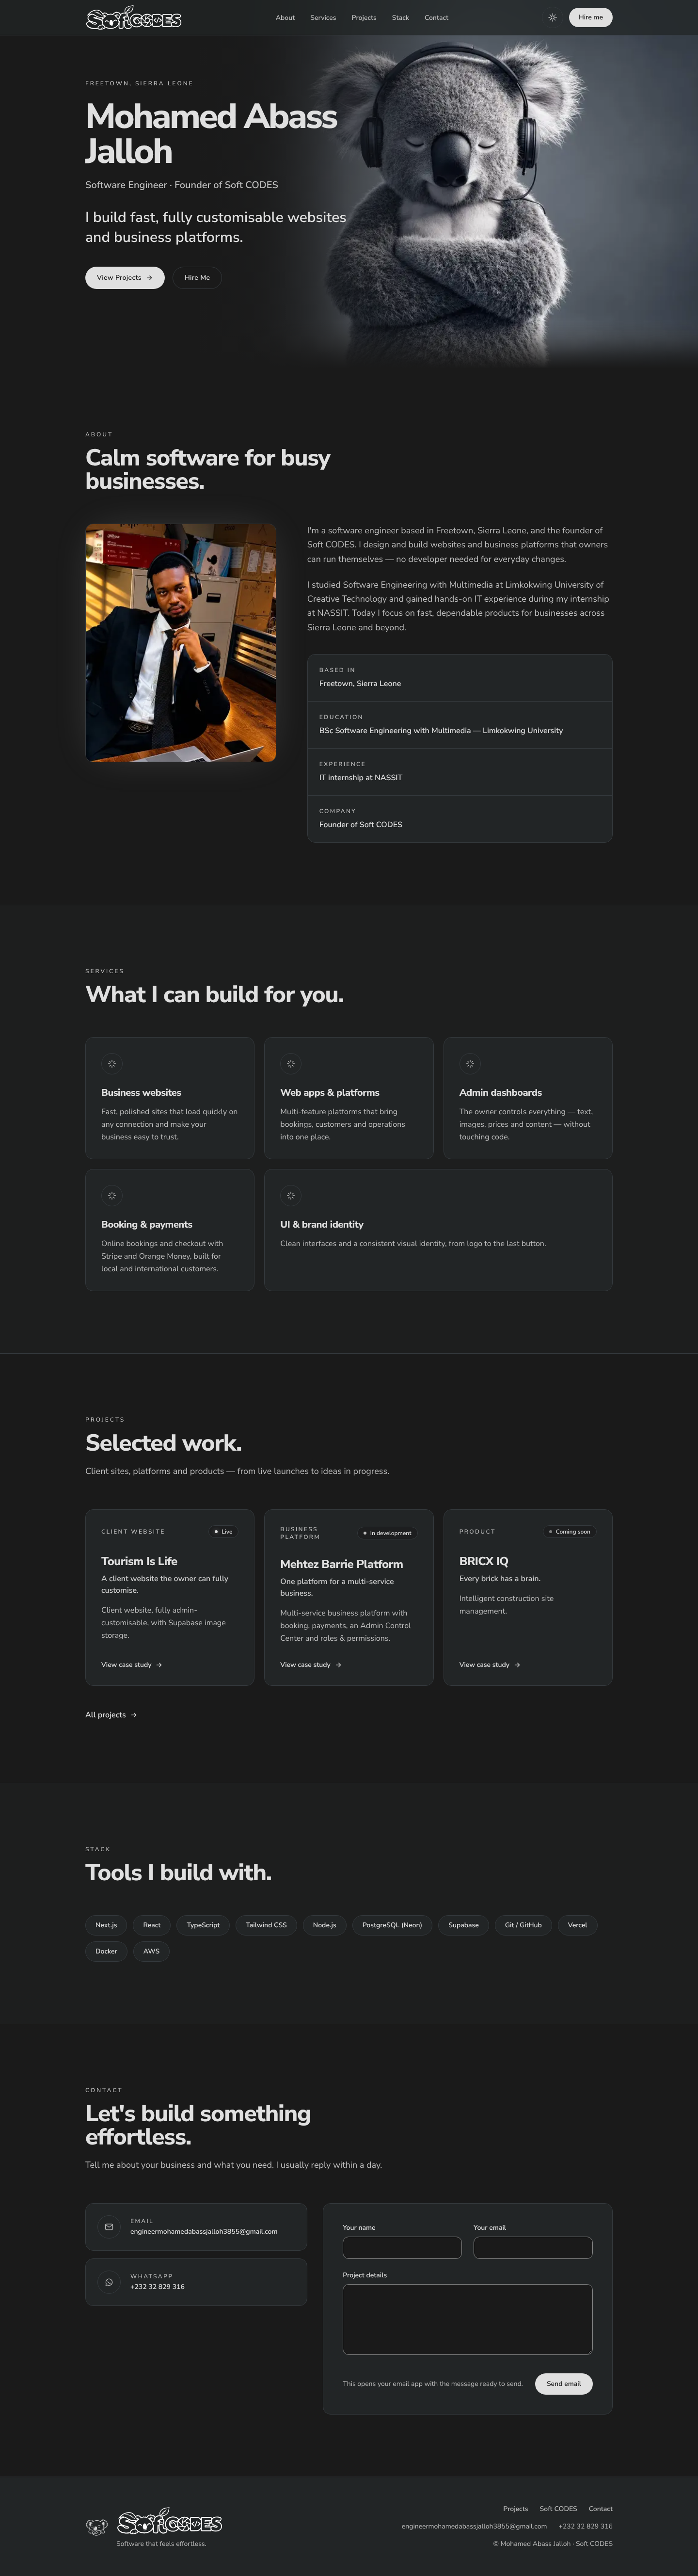 SoftCODES
About
Services
Projects
Stack
Contact
Hire me
FREETOWN, SIERRA LEONE
Mohamed Abass
Jalloh
Software Engineer · Founder of Soft CODES
I build fast, fully customisable websites
and business platforms.
View Projects →
Hire Me
ABOUT
Calm software for busy
businesses.
I'm a software engineer based in Freetown, Sierra Leone, and the founder of
Soft CODES. I design and build websites and business platforms that owners
can run themselves — no developer needed for everyday changes.
I studied Software Engineering with Multimedia at Limkokwing University of
Creative Technology and gained hands-on IT experience during my internship
at NASSIT. Today I focus on fast, dependable products for businesses across
Sierra Leone and beyond.
BASED IN
Freetown, Sierra Leone
EDUCATION
BSc Software Engineering with Multimedia — Limkokwing University
EXPERIENCE
IT internship at NASSIT
COMPANY
Founder of Soft CODES
SERVICES
What I can build for you.
Business websites
Fast, polished sites that load quickly on
any connection and make your
business easy to trust.
Web apps & platforms
Multi-feature platforms that bring
bookings, customers and operations
into one place.
Admin dashboards
The owner controls everything — text,
images, prices and content — without
touching code.
Booking & payments
Online bookings and checkout with
Stripe and Orange Money, built for
local and international customers.
UI & brand identity
Clean interfaces and a consistent visual identity, from logo to the last button.
PROJECTS
Selected work.
Client sites, platforms and products — from live launches to ideas in progress.
CLIENT WEBSITE
Live
Tourism Is Life
A client website the owner can fully
customise.
Client website, fully admin-
customisable, with Supabase image
storage.
View case study →
BUSINESS
PLATFORM
In development
Mehtez Barrie Platform
One platform for a multi-service
business.
Multi-service business platform with
booking, payments, an Admin Control
Center and roles & permissions.
View case study →
PRODUCT
Coming soon
BRICX IQ
Every brick has a brain.
Intelligent construction site
management.
View case study →
All projects →
STACK
Tools I build with.
Next.js
React
TypeScript
Tailwind CSS
Node.js
PostgreSQL (Neon)
Supabase
Git / GitHub
Vercel
Docker
AWS
CONTACT
Let's build something
effortless.
Tell me about your business and what you need. I usually reply within a day.
EMAIL
engineermohamedabassjalloh3855@gmail.com
WHATSAPP
+232 32 829 316
Your name
Your email
Project details
This opens your email app with the message ready to send.
Send email
SoftCODES
Software that feels effortless.
Projects
Soft CODES
Contact
engineermohamedabassjalloh3855@gmail.com
+232 32 829 316
© Mohamed Abass Jalloh · Soft CODES